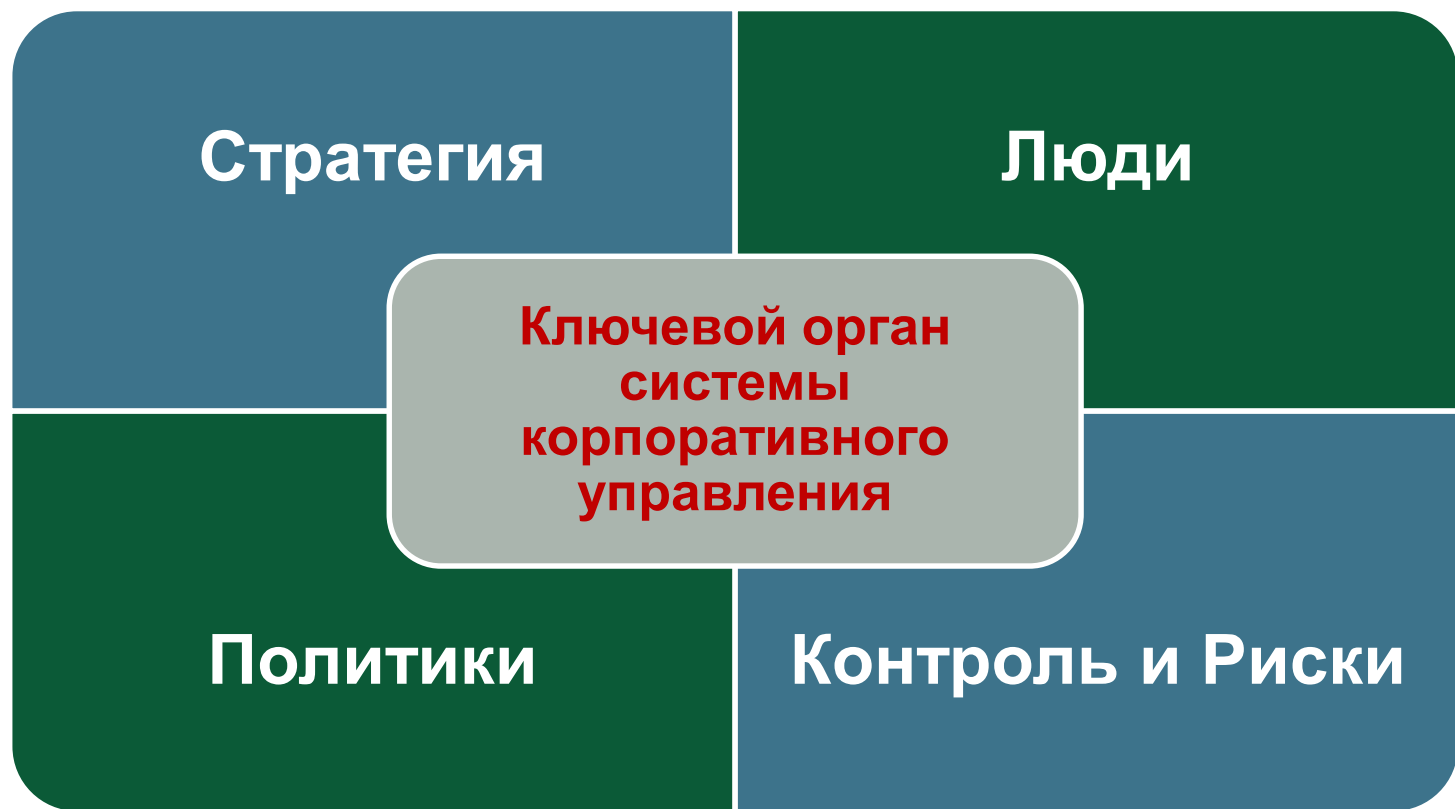 Стратегия
Люди
Ключевой орган
системы
корпоративного
управления
Политики
Контроль и Риски